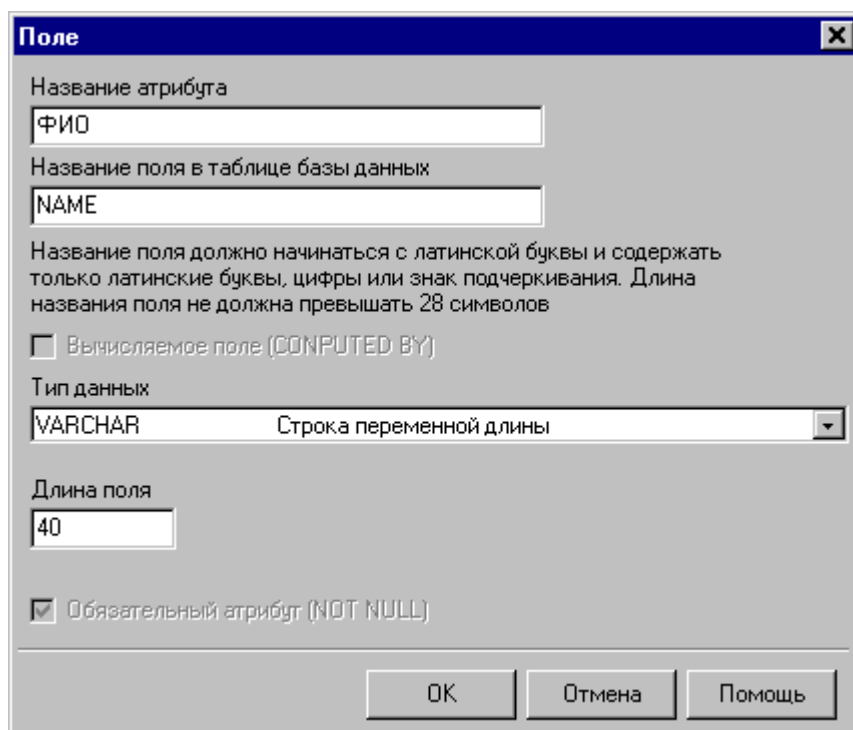 Поле
Название атрибута
ФИО
Название поля в таблице базы данных
NAME
Название поля должно начинаться с латинской буквы и содержать
только латинские буквы, цифры или знак подчеркивания. Длина
названия поля не должна превышать 28 символов
Вычисляемое поле (CONPUTED BY)
Тип данных
VARCHAR Строка переменной длины
Длина поля
40
Обязательный атрибут (NOT NULL)
OK Отмена Помощь